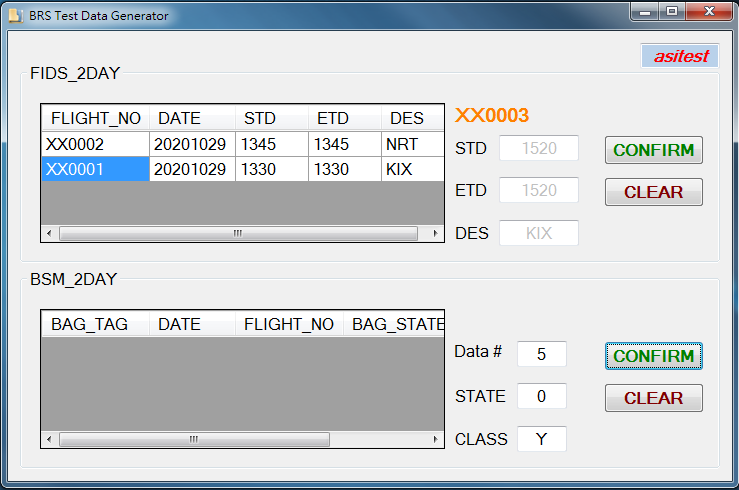 BRS Test Data Generator
asitest
FIDS_2DAY
FLIGHT_NO DATE STD ETD DES
XX0002 20201029 1345 1345 NRT
XX0001 20201029 1330 1330 KIX
XX0003
STD 1520 CONFIRM
ETD 1520 CLEAR
DES KIX
BSM_2DAY
BAG_TAG DATE FLIGHT_NO BAG_STATE
Data # 5 CONFIRM
STATE 0 CLEAR
CLASS Y